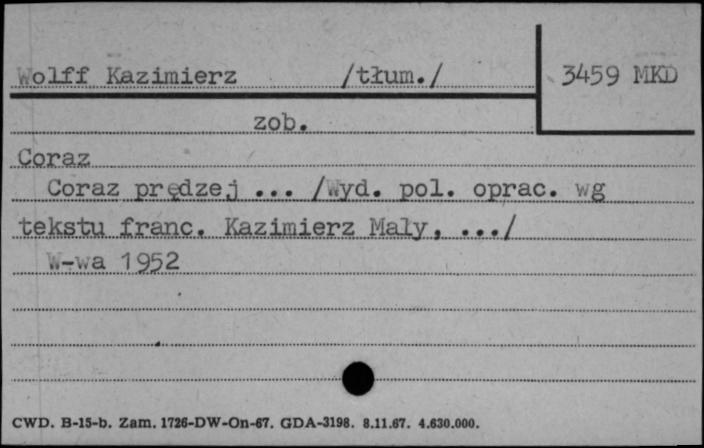 Wolff Kazimierz /tłum./ 3459 MKD
zob.
Coraz
Coraz prędzej ... /Wyd. pol. oprac. wg
tekstu franc. Kazimierz Mały, .../
W-wa 1952
CWD. B-15-b. Zam. 1726-DW-On-67. GDA-3198. 8.11.67. 4.630.000.